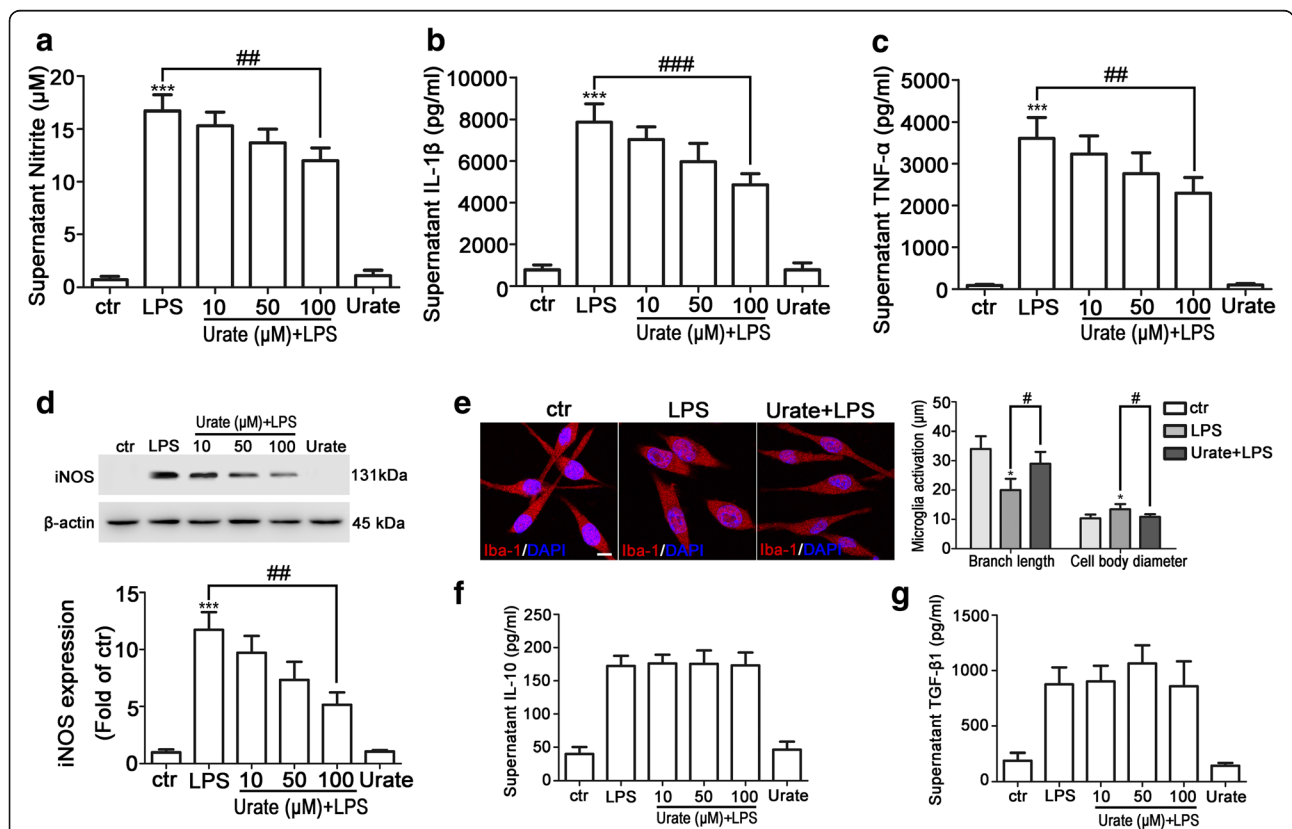 a
Supernatant Nitrite (μM)
20
15
10
5
0
##
***
ctr LPS 10 50 100 Urate
Urate (μM)+LPS
b
Supernatant IL-1β (pg/ml)
10000
8000
6000
4000
2000
0
###
***
ctr LPS 10 50 100 Urate
Urate (μM)+LPS
c
Supernatant TNF-α (pg/ml)
5000
4000
3000
2000
1000
0
##
***
ctr LPS 10 50 100 Urate
Urate (μM)+LPS
d
Urate (μM)+LPS
ctr LPS 10 50 100 Urate
iNOS 131kDa
β-actin 45 kDa
iNOS expression
(Fold of ctr)
15
10
5
0
##
***
ctr LPS 10 50 100 Urate
Urate (μM)+LPS
e
ctr LPS Urate+LPS
Iba-1/DAPI Iba-1/DAPI Iba-1/DAPI
Microglia activation (μm)
50
40
30
20
10
0
# #
* *
ctr
LPS
Urate+LPS
Branch length Cell body diameter
f
Supernatant IL-10 (pg/ml)
250
200
150
100
50
0
ctr LPS 10 50 100 Urate
Urate (μM)+LPS
g
Supernatant TGF-β1 (pg/ml)
1500
1000
500
0
ctr LPS 10 50 100 Urate
Urate (μM)+LPS